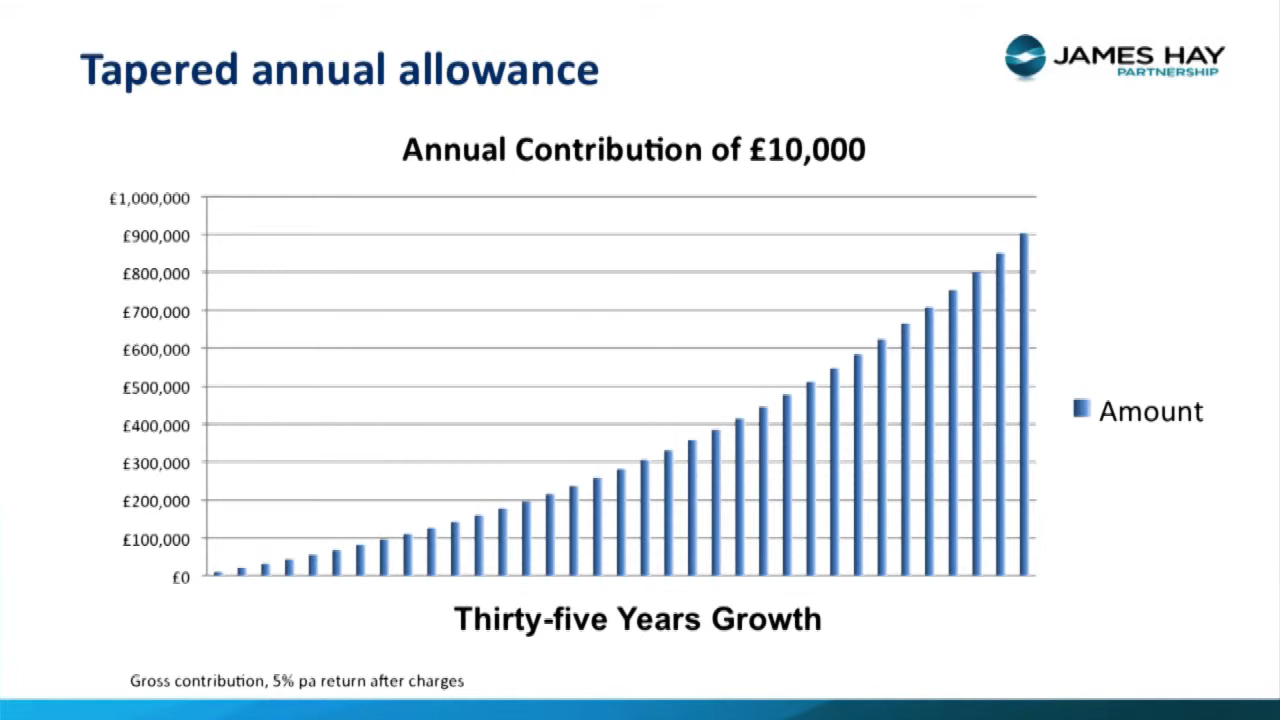 Tapered annual allowance
JAMES HAY
PARTNERSHIP
Annual Contribution of £10,000
£1,000,000
£900,000
£800,000
£700,000
£600,000
£500,000
£400,000
£300,000
£200,000
£100,000
£0
Amount
Thirty-five Years Growth
Gross contribution, 5% pa return after charges